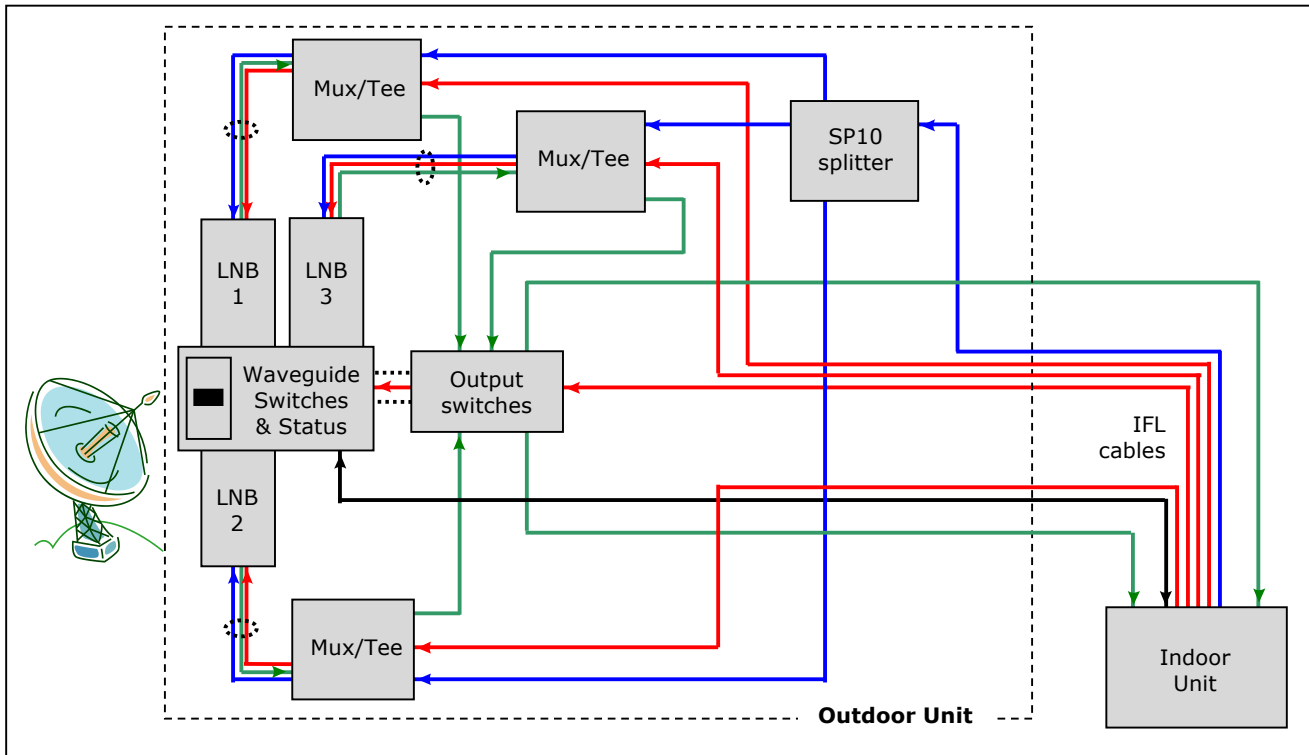 Mux/Tee
Mux/Tee
SP10
splitter
LNB
1
LNB
3
Waveguide
Switches
& Status
Output
switches
IFL
cables
LNB
2
Mux/Tee
Indoor
Unit
Outdoor Unit